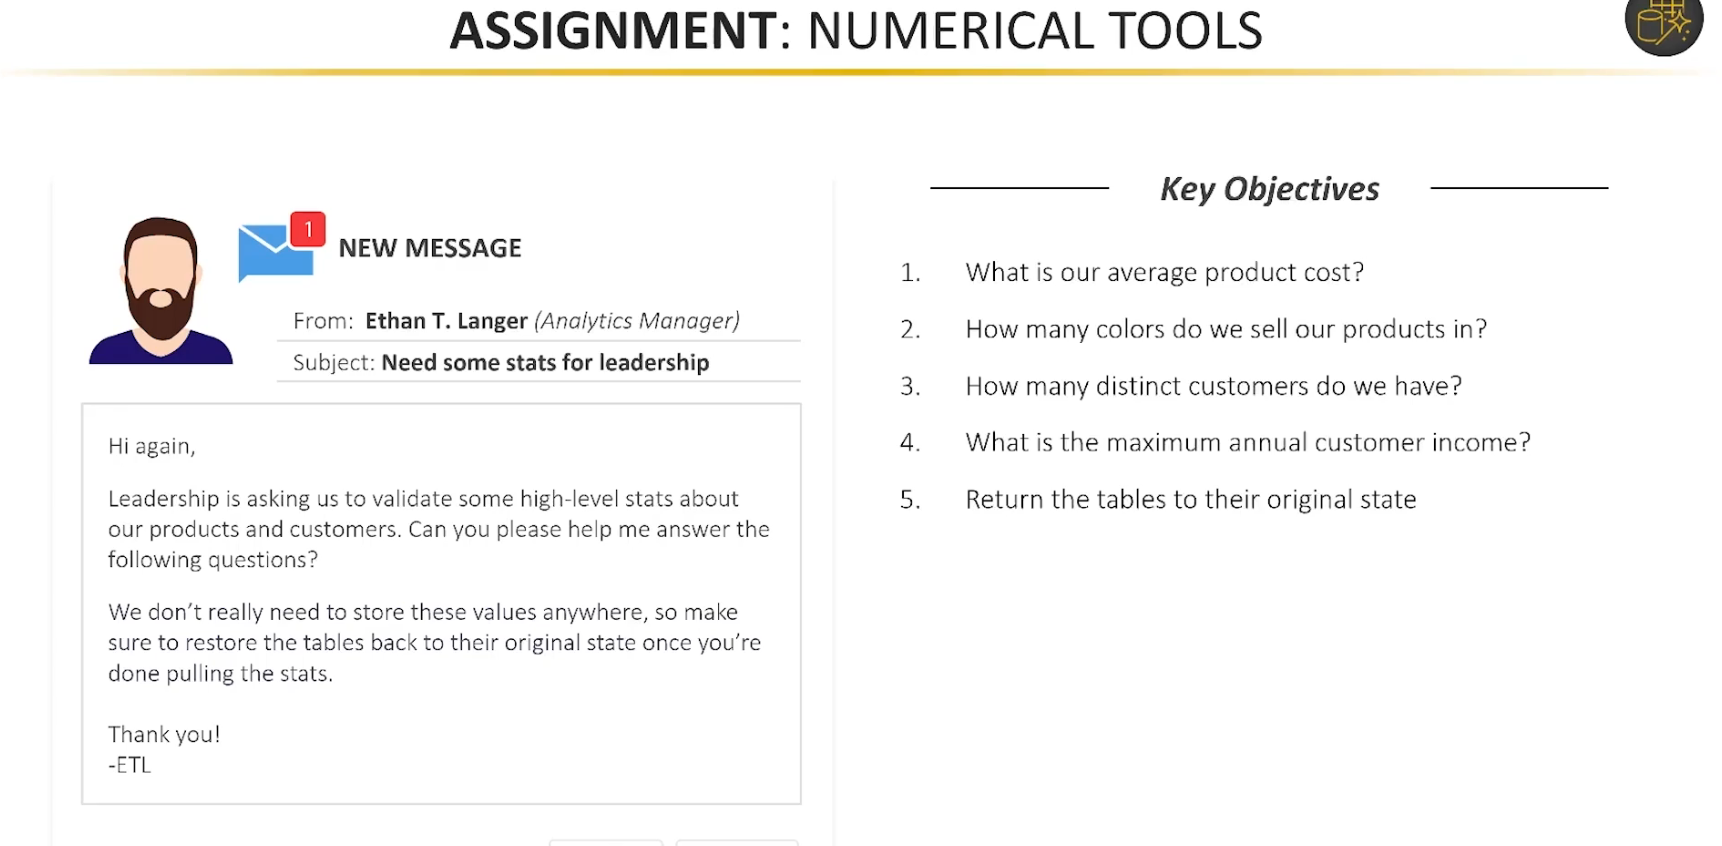 ASSIGNMENT: NUMERICAL TOOLS
1
NEW MESSAGE
From: Ethan T. Langer (Analytics Manager)
Subject: Need some stats for leadership
Hi again,
Leadership is asking us to validate some high-level stats about
our products and customers. Can you please help me answer the
following questions?
We don't really need to store these values anywhere, so make
sure to restore the tables back to their original state once you're
done pulling the stats.
Thank you!
-ETL
Key Objectives
1. What is our average product cost?
2. How many colors do we sell our products in?
3. How many distinct customers do we have?
4. What is the maximum annual customer income?
5. Return the tables to their original state